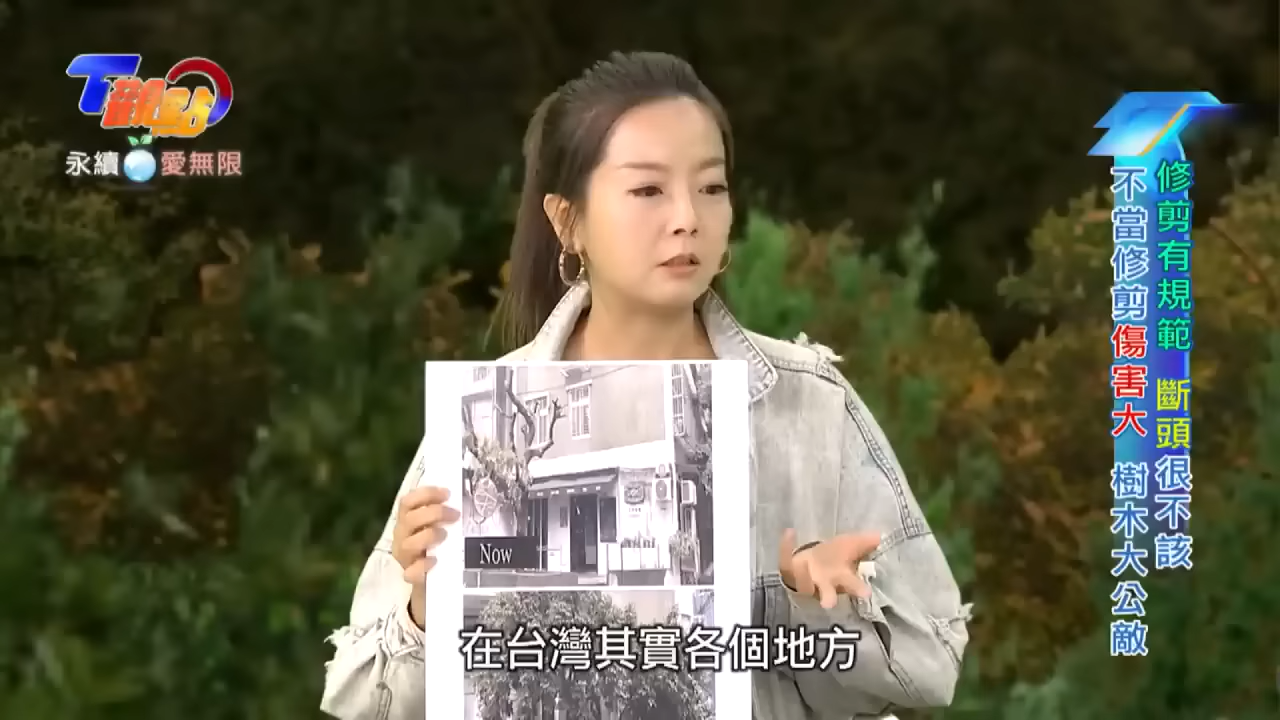 T觀點
永續愛無限
修剪有規範 斷頭很不該
不當修剪傷害大 樹木大公敵
Now
在台灣其實各個地方